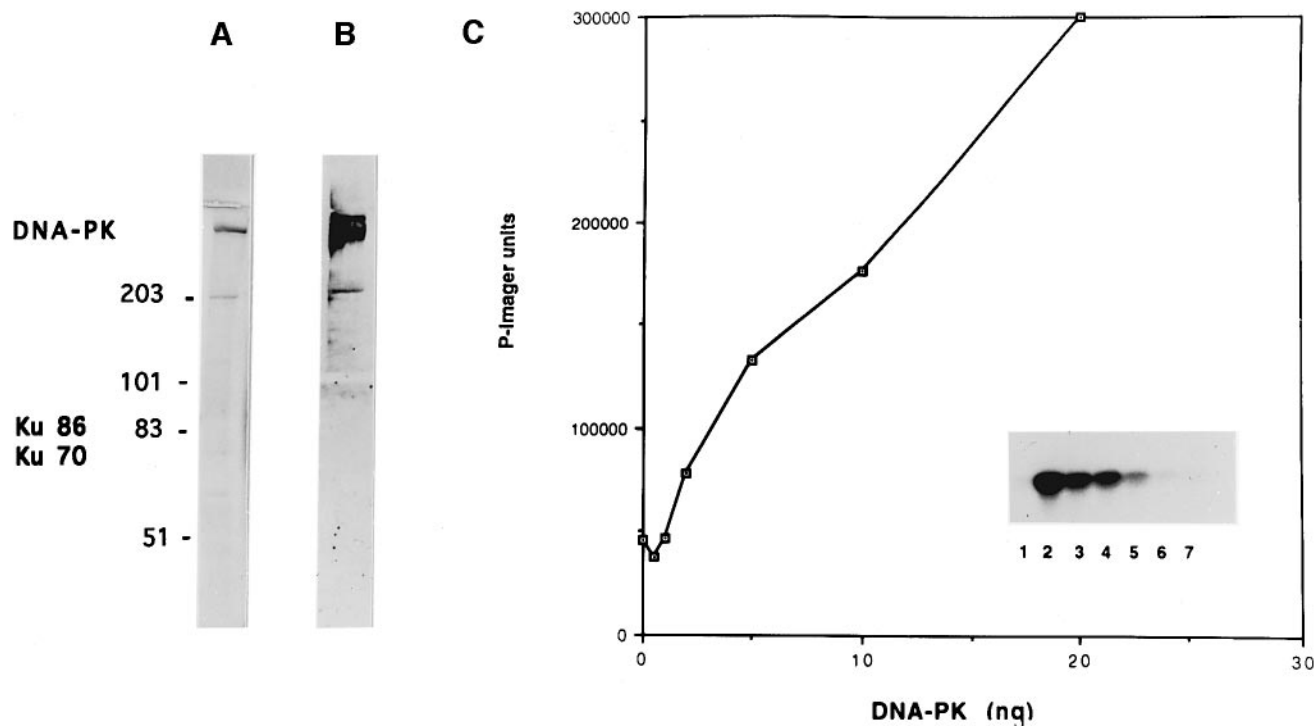 A B C
DNA-PK
203 -
101 -
Ku 86 83 -
Ku 70
51 -
P-Imager units
300000
200000
100000
0
1 2 3 4 5 6 7
0 10 20 30
DNA-PK (ng)